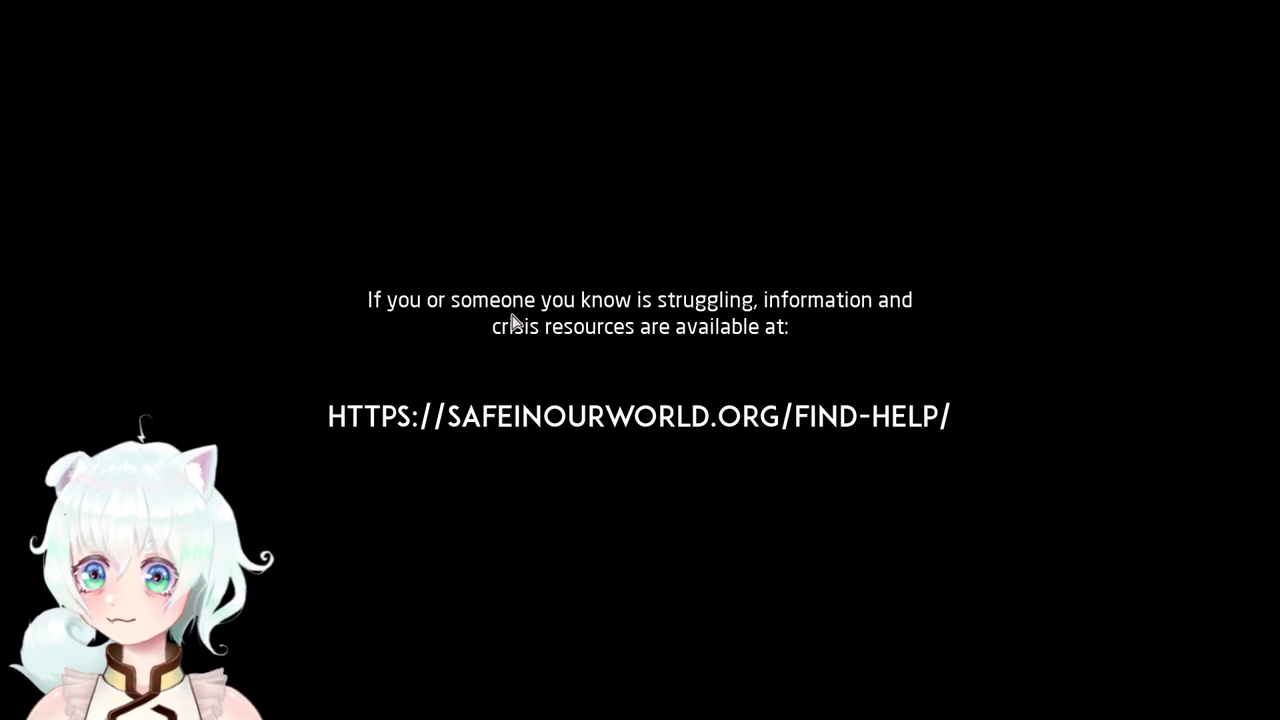 If you or someone you know is struggling, information and
crisis resources are available at:
HTTPS://SAFEINOURWORLD.ORG/FIND-HELP/